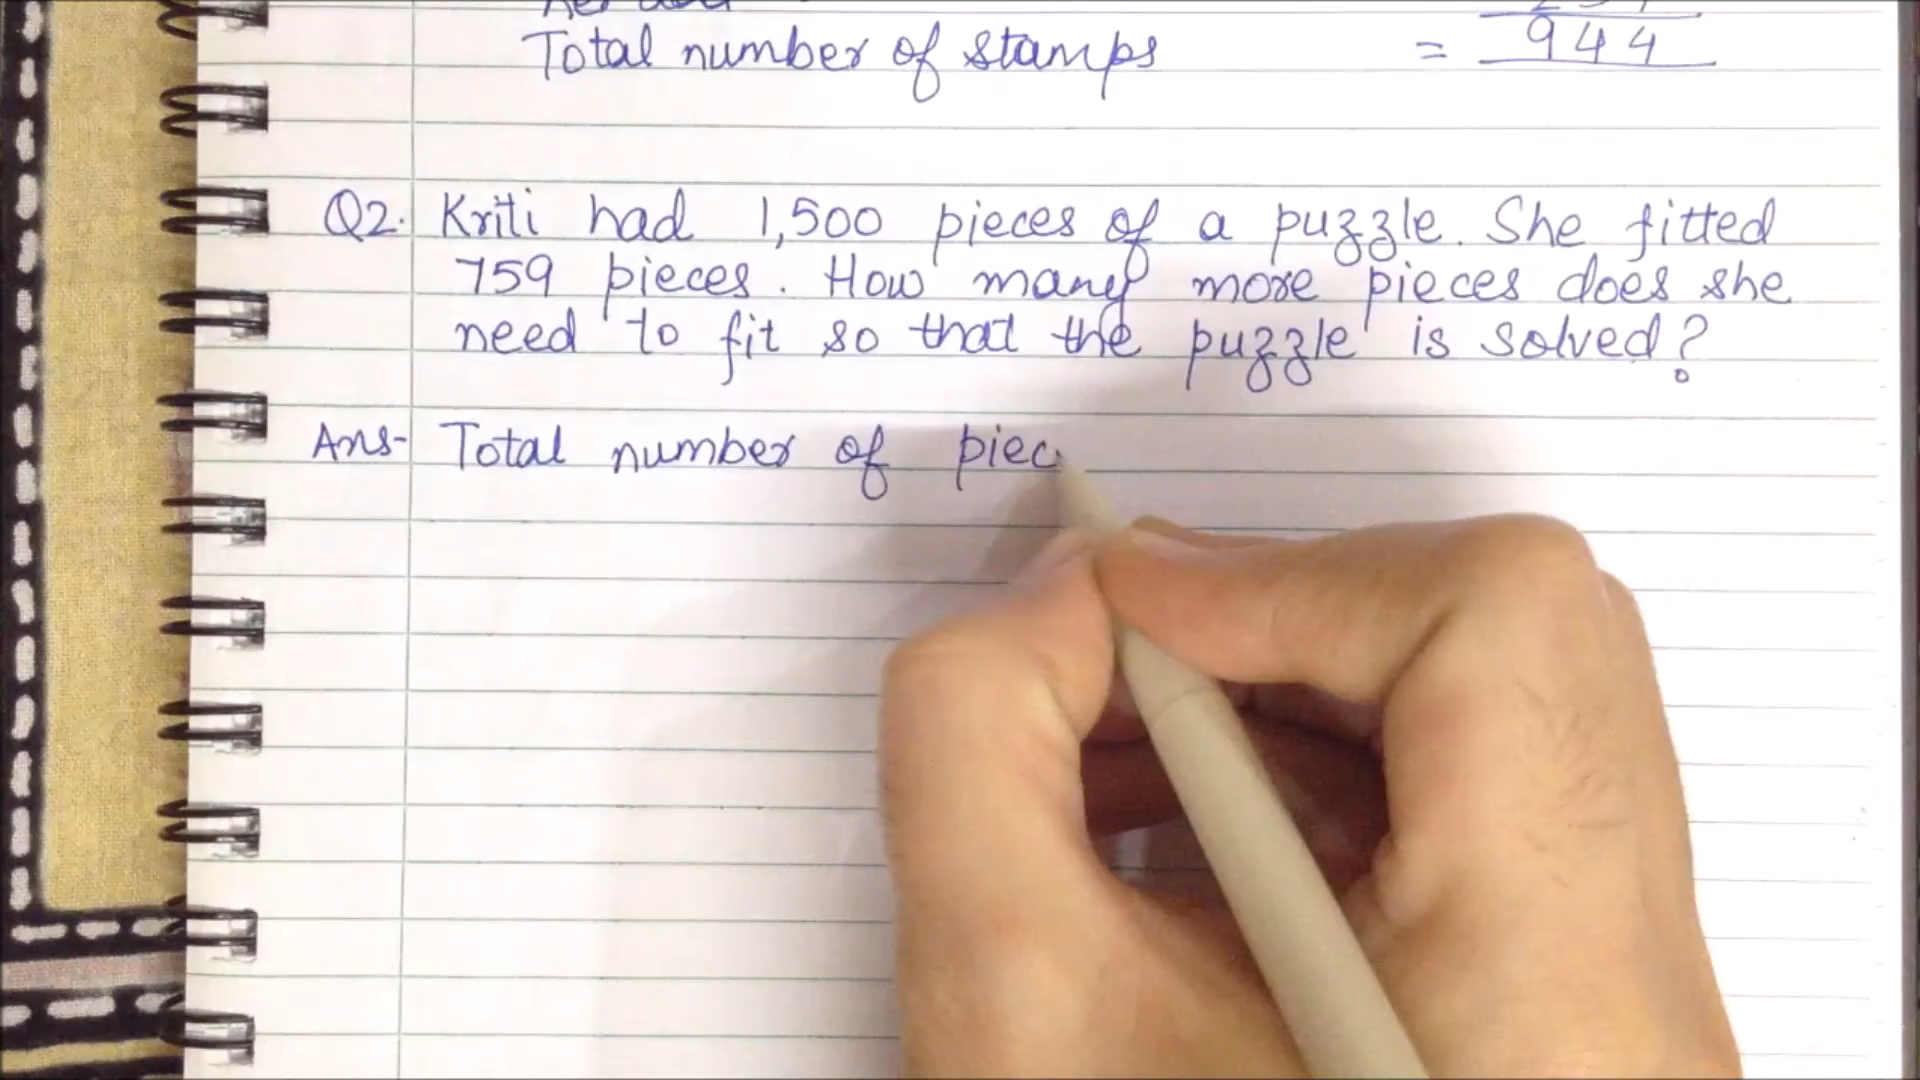 Total number of stamps = 944
Q2. Kriti had 1,500 pieces of a puzzle. She fitted
759 pieces. How many more pieces does she
need to fit so that the puzzle is solved?
Ans- Total number of piec